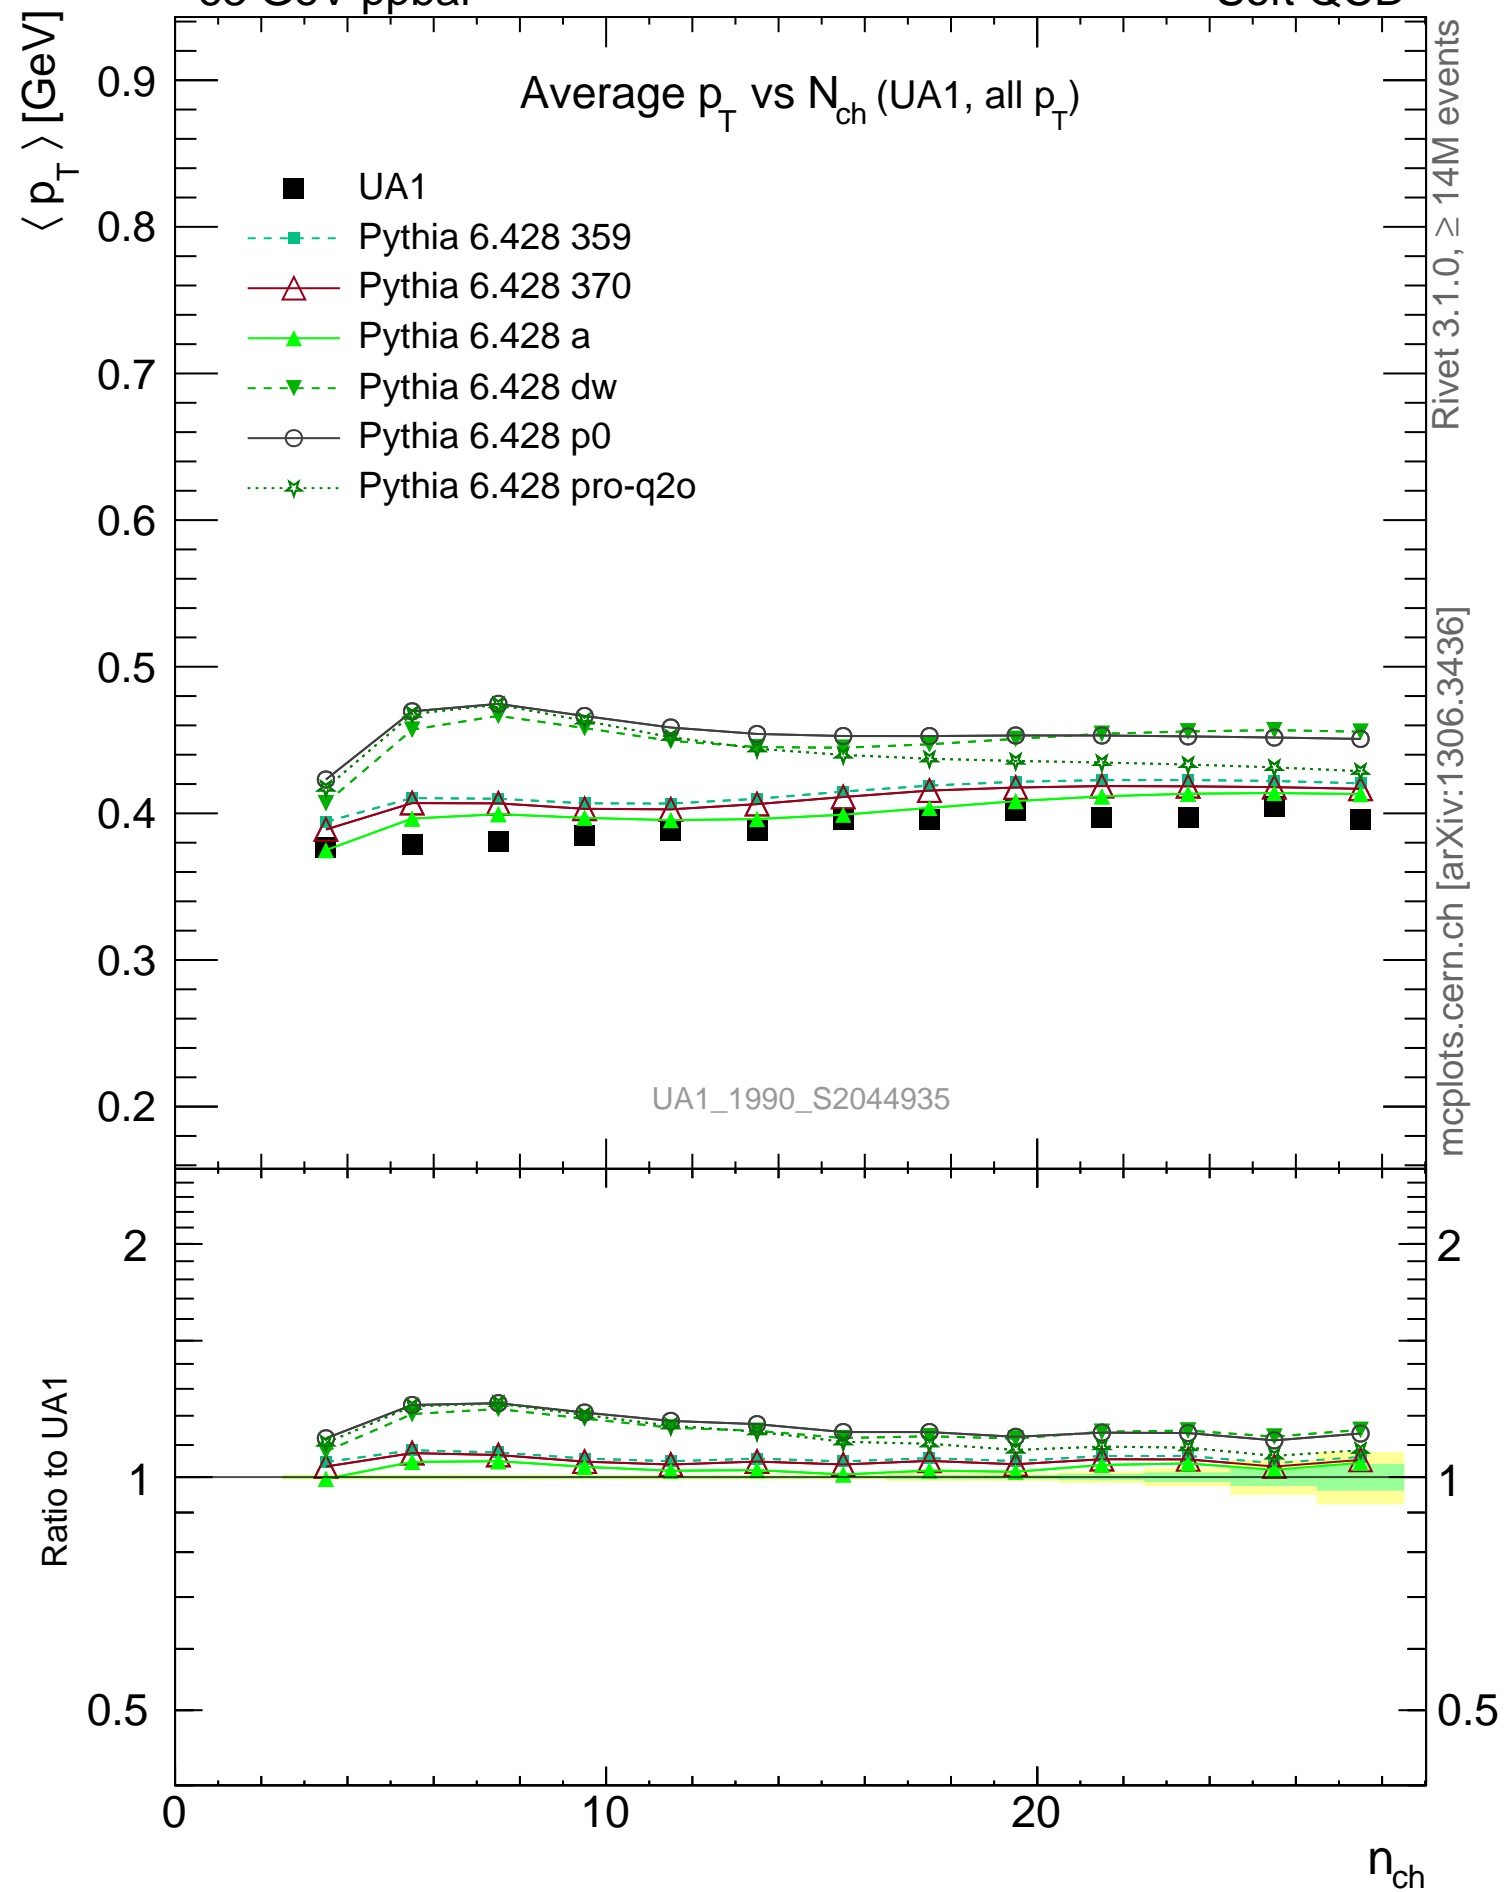 ⟨ p_T ⟩ [GeV]
Average p_T vs N_ch (UA1, all p_T)
UA1
Pythia 6.428 359
Pythia 6.428 370
Pythia 6.428 a
Pythia 6.428 dw
Pythia 6.428 p0
Pythia 6.428 pro-q2o
0.9
0.8
0.7
0.6
0.5
0.4
0.3
0.2
UA1_1990_S2044935
Rivet 3.1.0, ≥ 14M events
mcplots.cern.ch [arXiv:1306.3436]
Ratio to UA1
2
1
0.5
2
1
0.5
0
10
20
n_ch